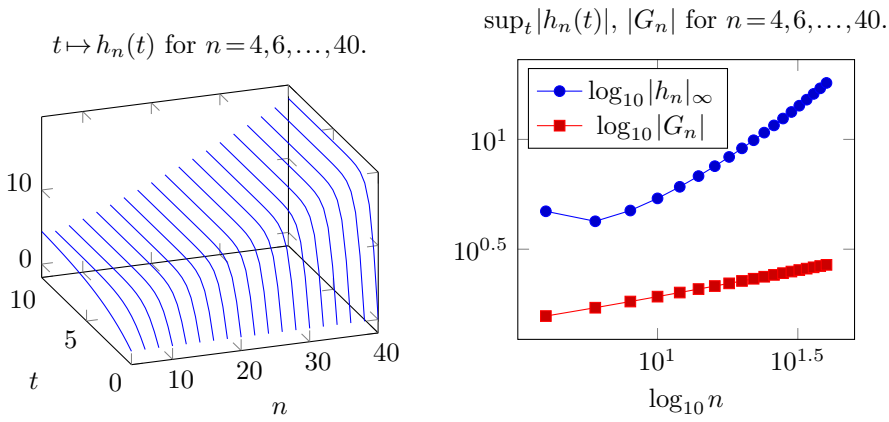 t ↦ h_n(t) for n = 4, 6, …, 40.
10
0
10
5
0
t
10
20
30
40
n
sup_t |h_n(t)|, |G_n| for n = 4, 6, …, 40.
log_10 |h_n|_∞
log_10 |G_n|
10^1
10^0.5
10^1
10^1.5
log_10 n